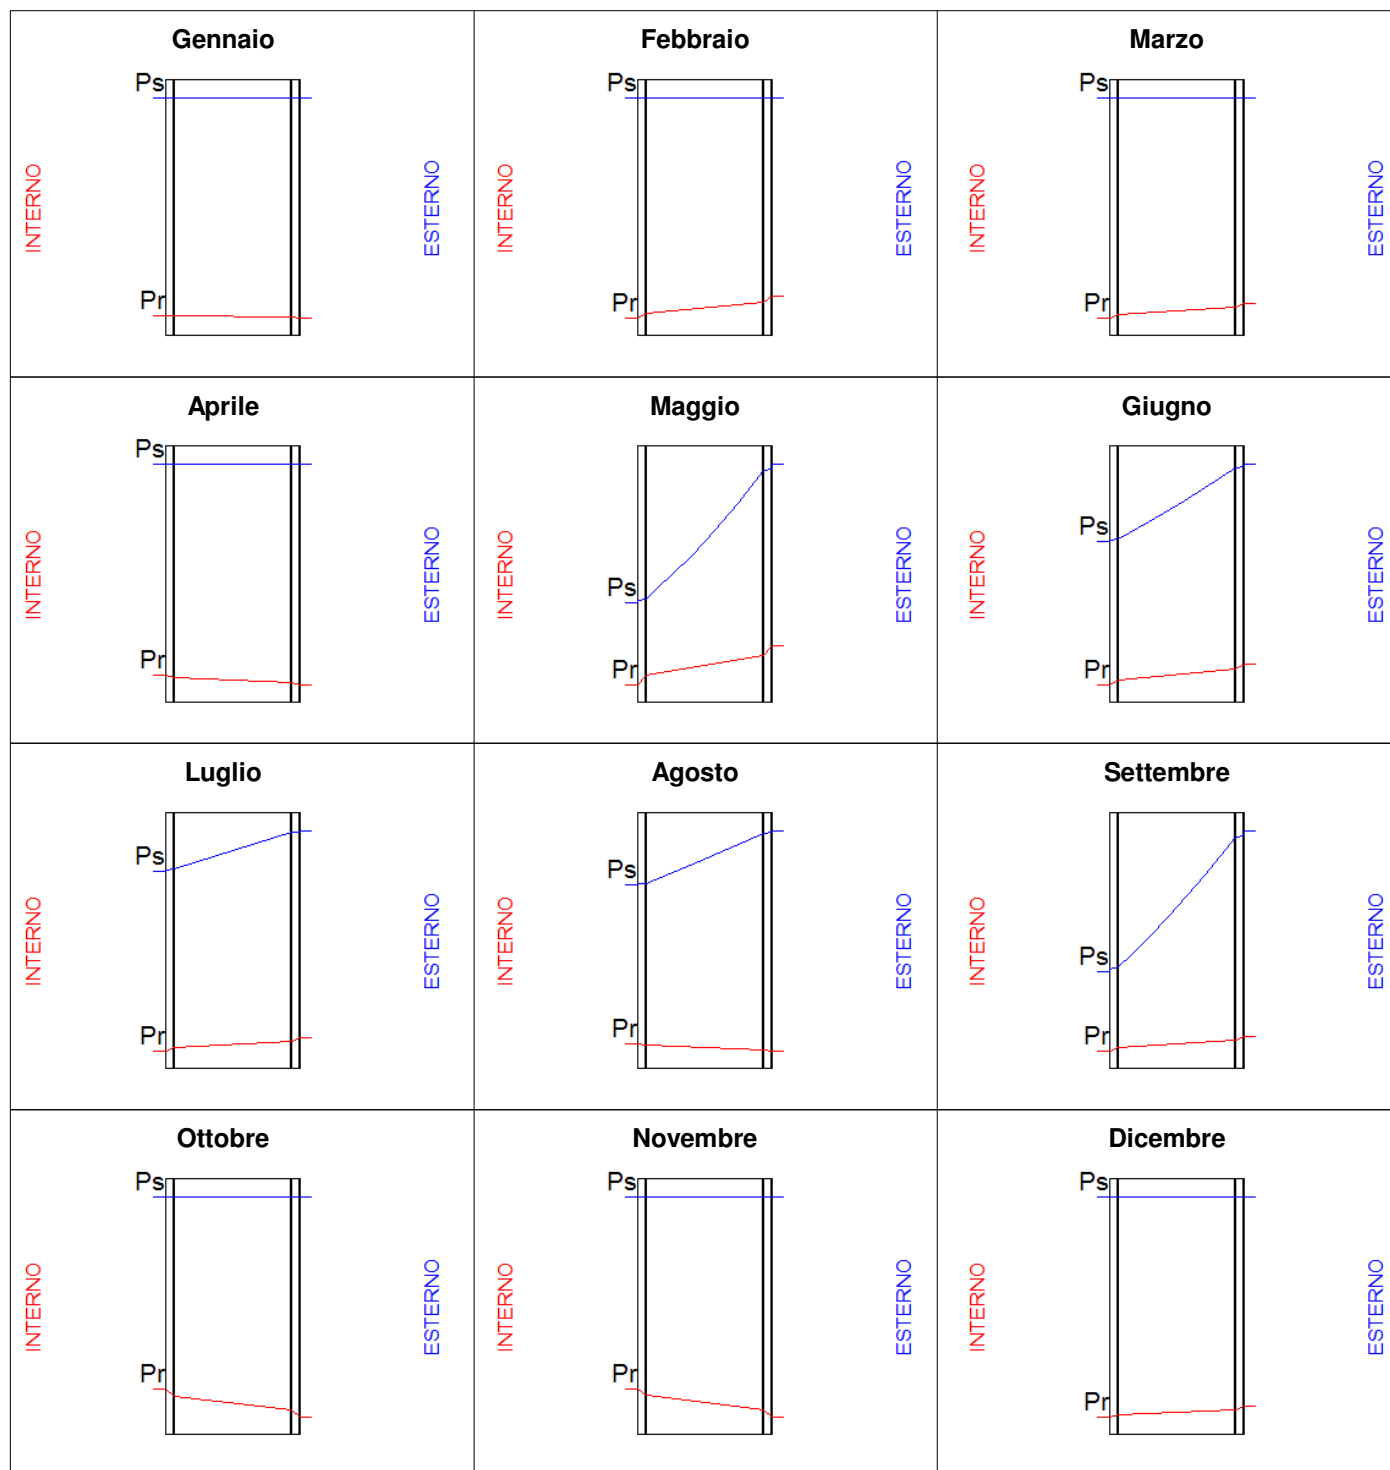 Gennaio
Ps
INTERNO
ESTERNO
Pr
Febbraio
Ps
INTERNO
ESTERNO
Pr
Marzo
Ps
INTERNO
ESTERNO
Pr
Aprile
Ps
INTERNO
ESTERNO
Pr
Maggio
Ps
INTERNO
ESTERNO
Pr
Giugno
Ps
INTERNO
ESTERNO
Pr
Luglio
Ps
INTERNO
ESTERNO
Pr
Agosto
Ps
INTERNO
ESTERNO
Pr
Settembre
Ps
INTERNO
ESTERNO
Pr
Ottobre
Ps
INTERNO
ESTERNO
Pr
Novembre
Ps
INTERNO
ESTERNO
Pr
Dicembre
Ps
INTERNO
ESTERNO
Pr